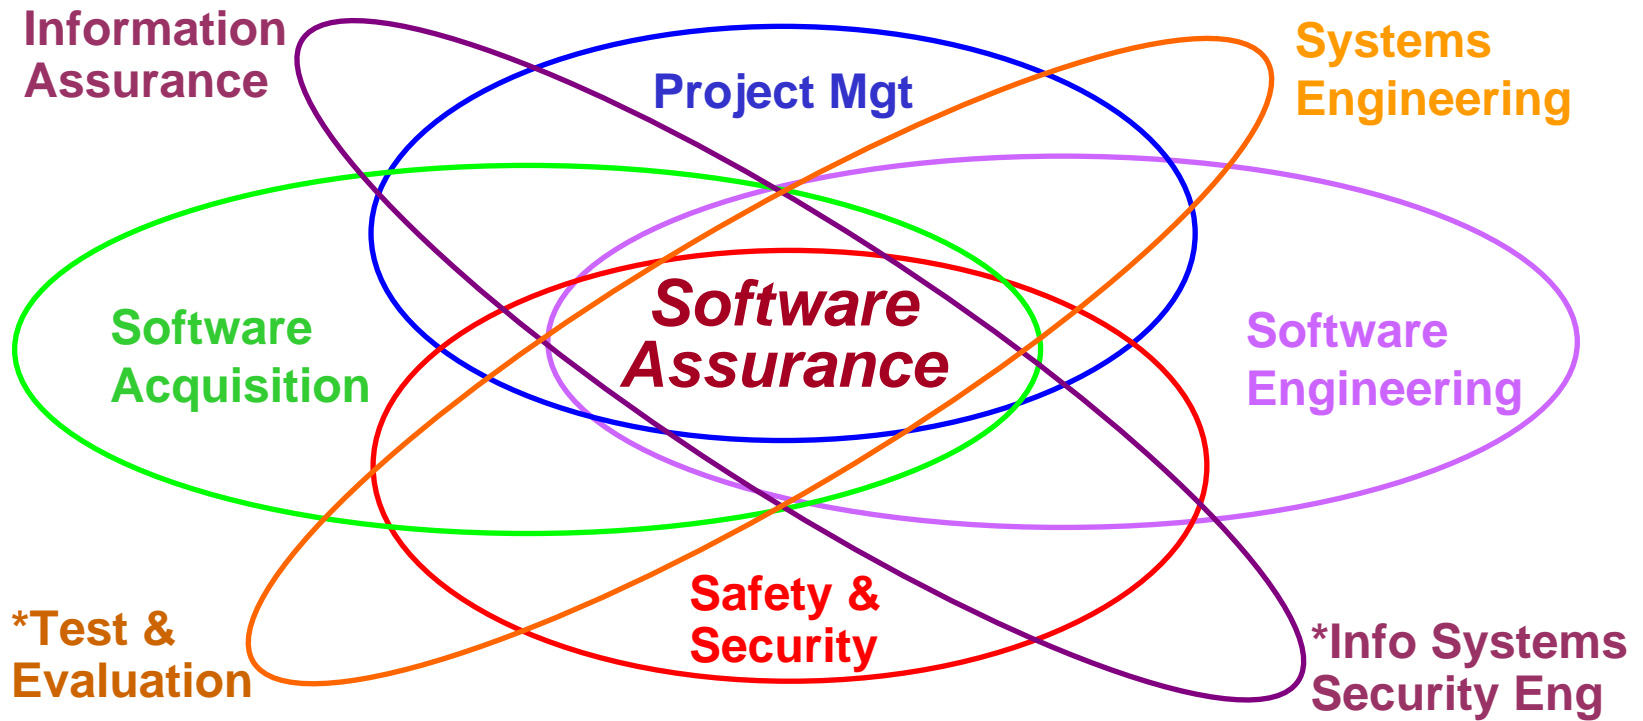 Information
Assurance
Systems
Engineering
Project Mgt
Software
Assurance
Software
Acquisition
Software
Engineering
Safety &
Security
*Test &
Evaluation
*Info Systems
Security Eng